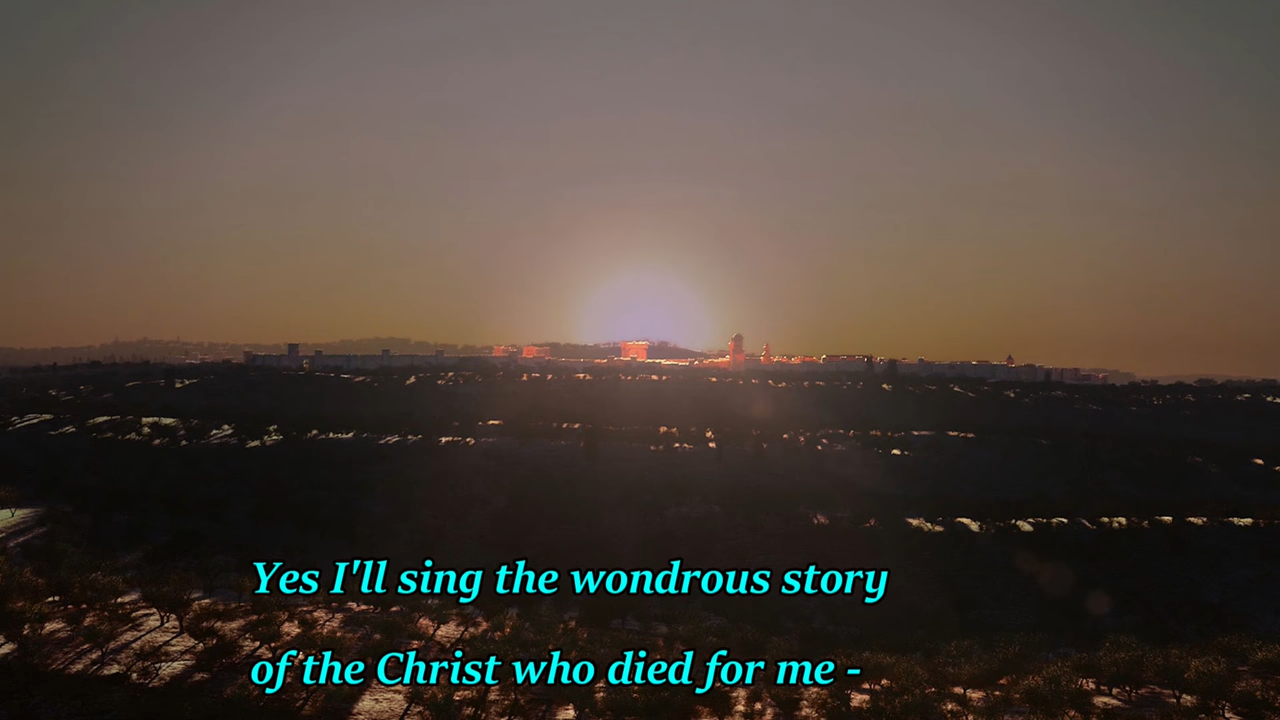 Yes I'll sing the wondrous story
of the Christ who died for me -